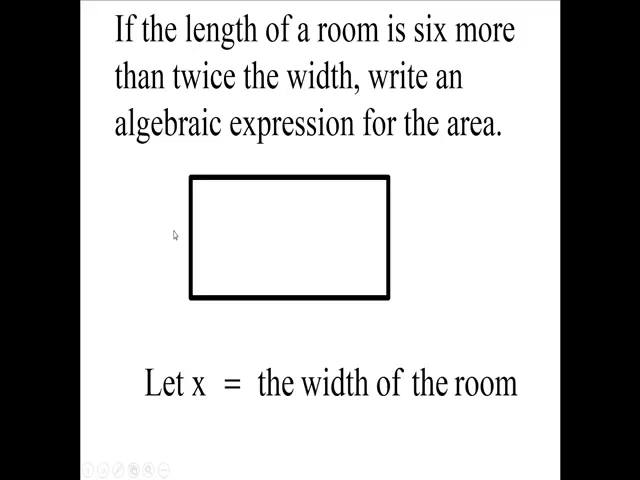 If the length of a room is six more
than twice the width, write an
algebraic expression for the area.
Let x = the width of the room